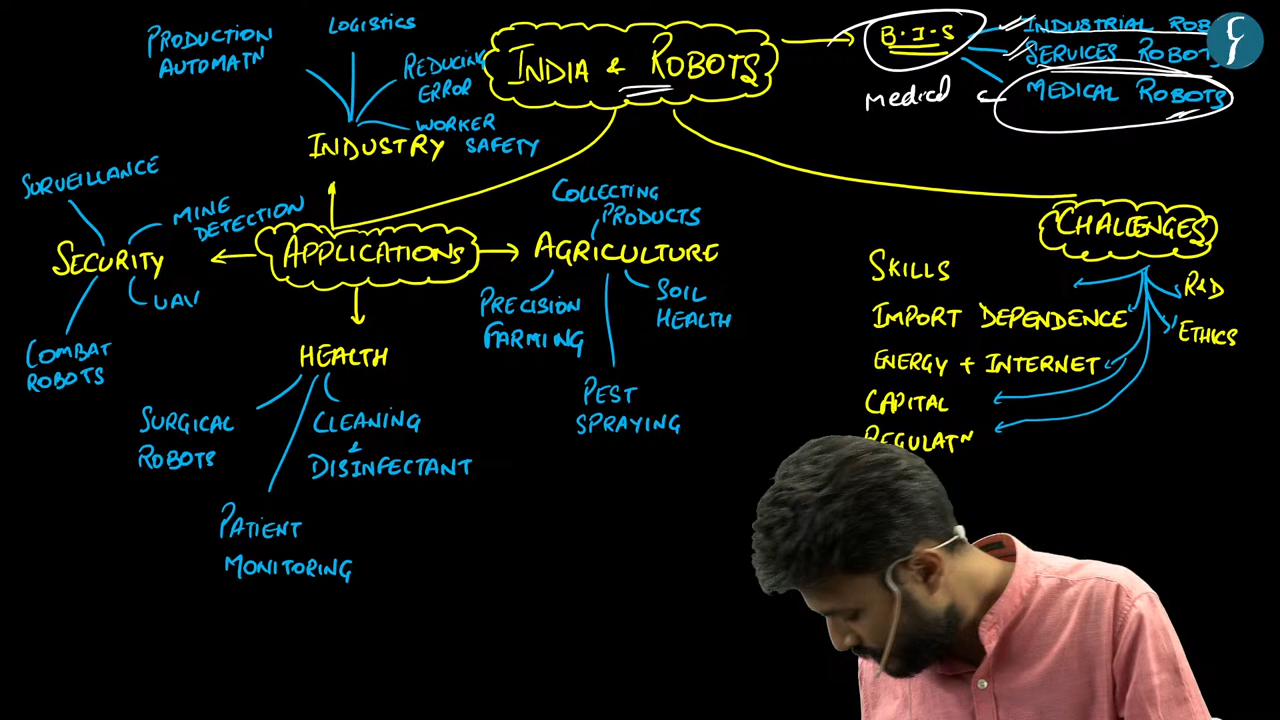 INDIA & ROBOTS
B.I.S
INDUSTRIAL ROB
SERVICES ROBOTS
MEDICAL ROBOTS
Medical
PRODUCTION
AUTOMATN
LOGISTICS
REDUCING
ERROR
WORKER
SAFETY
INDUSTRY
SURVEILLANCE
MINE
DETECTION
SECURITY
UAV
COMBAT
ROBOTS
APPLICATIONS
COLLECTING
PRODUCTS
AGRICULTURE
PRECISION
FARMING
SOIL
HEALTH
PEST
SPRAYING
HEALTH
SURGICAL
ROBOTS
CLEANING
&
DISINFECTANT
PATIENT
MONITORING
CHALLENGES
SKILLS
IMPORT DEPENDENCE
ENERGY + INTERNET
CAPITAL
REGULATN
R&D
ETHICS